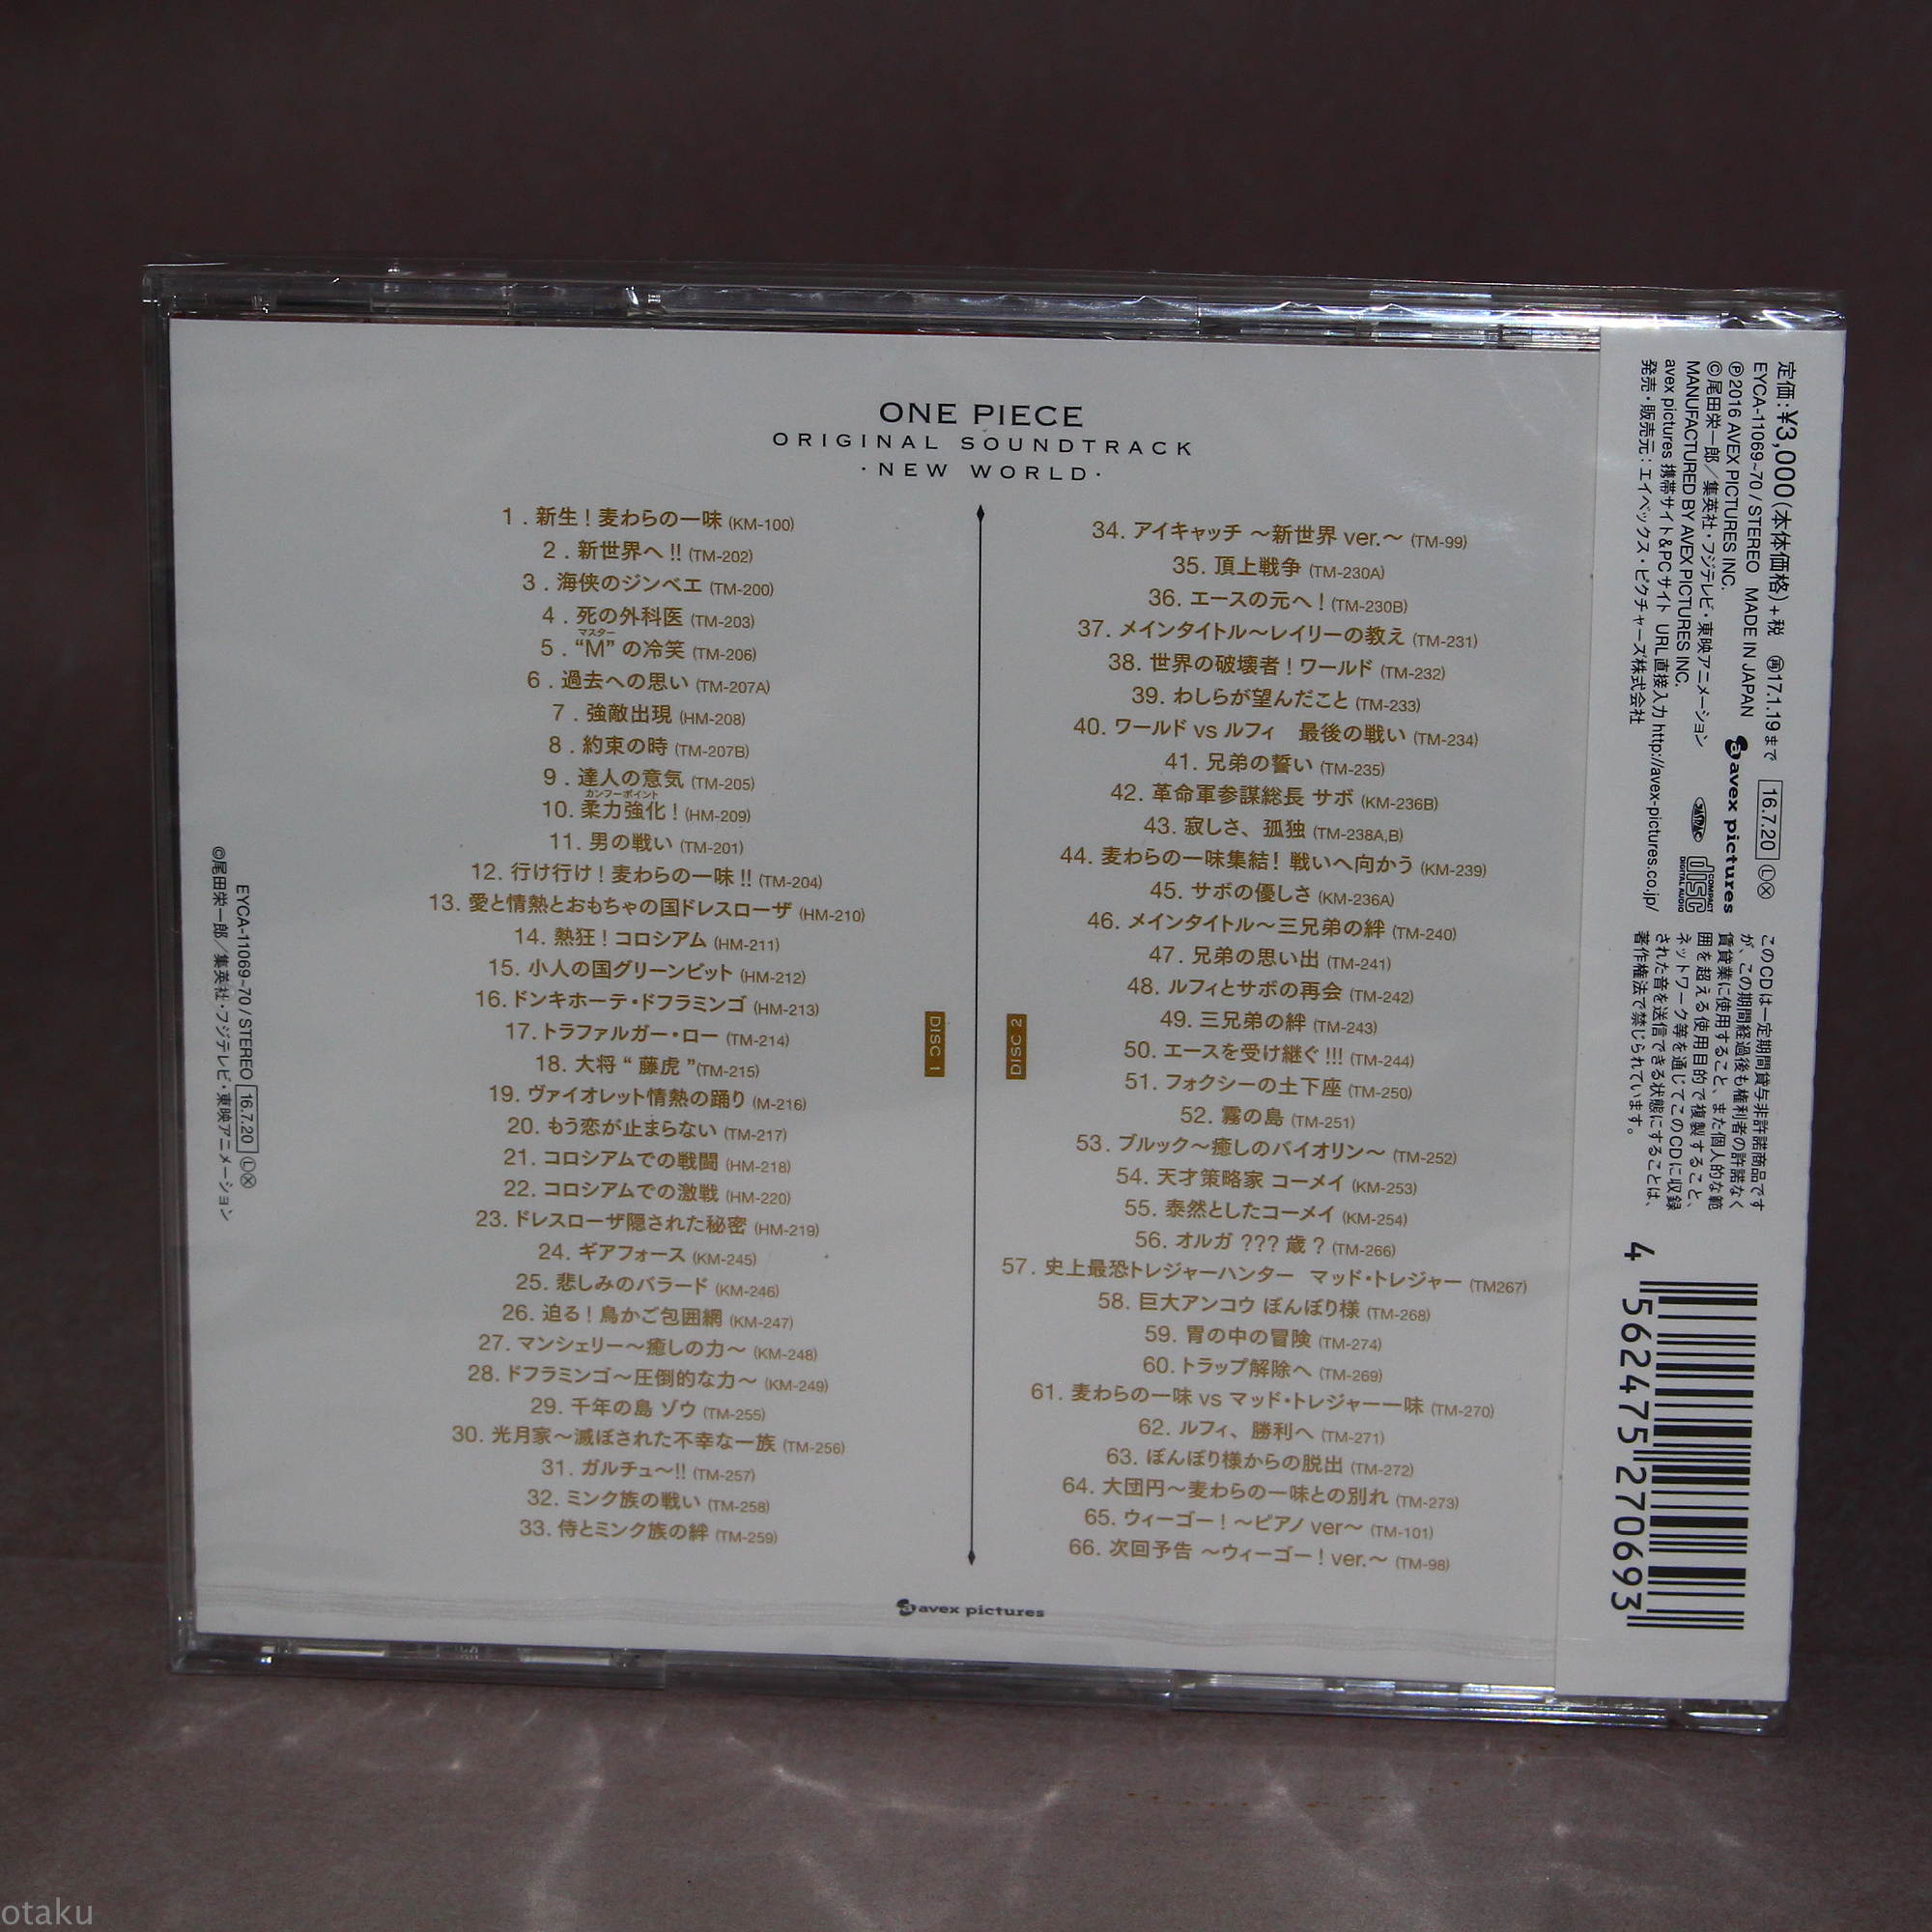 ONE PIECE
ORIGINAL SOUNDTRACK
・NEW WORLD・
1 . 新生！麦わらの一味 (KM-100)
2 . 新世界へ !! (TM-202)
3 . 海侠のジンベエ (TM-200)
4 . 死の外科医 (TM-203)
マスター
5 . “M” の冷笑 (TM-206)
6 . 過去への思い (TM-207A)
7 . 強敵出現 (HM-208)
8 . 約束の時 (TM-207B)
9 . 達人の意気 (TM-205)
カンフーポイント
10. 柔力強化！(HM-209)
11. 男の戦い (TM-201)
12. 行け行け！麦わらの一味 !! (TM-204)
13. 愛と情熱とおもちゃの国ドレスローザ (HM-210)
14. 熱狂！コロシアム (HM-211)
15. 小人の国グリーンビット (HM-212)
16. ドンキホーテ・ドフラミンゴ (HM-213)
17. トラファルガー・ロー (TM-214)
18. 大将 “ 藤虎 ”(TM-215)
19. ヴァイオレット情熱の踊り (M-216)
20. もう恋が止まらない (TM-217)
21. コロシアムでの戦闘 (HM-218)
22. コロシアムでの激戦 (HM-220)
23. ドレスローザ隠された秘密 (HM-219)
24. ギアフォース (KM-245)
25. 悲しみのバラード (KM-246)
26. 迫る！鳥かご包囲網 (KM-247)
27. マンシェリー〜癒しの力〜 (KM-248)
28. ドフラミンゴ〜圧倒的な力〜 (KM-249)
29. 千年の島 ゾウ (TM-255)
30. 光月家〜滅ぼされた不幸な一族 (TM-256)
31. ガルチュ〜!! (TM-257)
32. ミンク族の戦い (TM-258)
33. 侍とミンク族の絆 (TM-259)
DISC 1
DISC 2
34. アイキャッチ 〜新世界 ver.〜 (TM-99)
35. 頂上戦争 (TM-230A)
36. エースの元へ！(TM-230B)
37. メインタイトル〜レイリーの教え (TM-231)
38. 世界の破壊者！ワールド (TM-232)
39. わしらが望んだこと (TM-233)
40. ワールド vs ルフィ　最後の戦い (TM-234)
41. 兄弟の誓い (TM-235)
42. 革命軍参謀総長 サボ (KM-236B)
43. 寂しさ、孤独 (TM-238A,B)
44. 麦わらの一味集結！戦いへ向かう (KM-239)
45. サボの優しさ (KM-236A)
46. メインタイトル〜三兄弟の絆 (TM-240)
47. 兄弟の思い出 (TM-241)
48. ルフィとサボの再会 (TM-242)
49. 三兄弟の絆 (TM-243)
50. エースを受け継ぐ !!! (TM-244)
51. フォクシーの土下座 (TM-250)
52. 霧の島 (TM-251)
53. ブルック〜癒しのバイオリン〜 (TM-252)
54. 天才策略家 コーメイ (KM-253)
55. 泰然としたコーメイ (KM-254)
56. オルガ ??? 歳？(TM-266)
57. 史上最恐トレジャーハンター　マッド・トレジャー (TM267)
58. 巨大アンコウ ぼんぼり様 (TM-268)
59. 胃の中の冒険 (TM-274)
60. トラップ解除へ (TM-269)
61. 麦わらの一味 vs マッド・トレジャー一味 (TM-270)
62. ルフィ、勝利へ (TM-271)
63. ぼんぼり様からの脱出 (TM-272)
64. 大団円〜麦わらの一味との別れ (TM-273)
65. ウィーゴー！〜ピアノ ver〜 (TM-101)
66. 次回予告 〜ウィーゴー！ver.〜 (TM-98)
avex pictures
EYCA-11069~70 / STEREO 16.7.20 Ⓛ Ⓧ
©尾田栄一郎／集英社・フジテレビ・東映アニメーション
定価：¥3,000(本体価格)+税 ㊢17.1.19まで 16.7.20 Ⓛ Ⓧ
EYCA-11069~70 / STEREO MADE IN JAPAN
℗2016 AVEX PICTURES INC.
©尾田栄一郎／集英社・フジテレビ・東映アニメーション
MANUFACTURED BY AVEX PICTURES INC.
avex pictures 携帯サイト&PCサイト URL直接入力 http://avex-pictures.co.jp/
発売・販売元：エイベックス・ピクチャーズ株式会社
avex pictures
COMPACT
disc
DIGITAL AUDIO
このCDは一定期間貸与非許諾商品です
が、この期間経過後も権利者の許諾なく
賃貸業に使用すること、また個人的な範
囲を超える使用目的で複製すること、
ネットワーク等を通じてこのCDに収録
された音を送信できる状態にすることは、
著作権法で禁じられています。
4 562475 270693
otaku